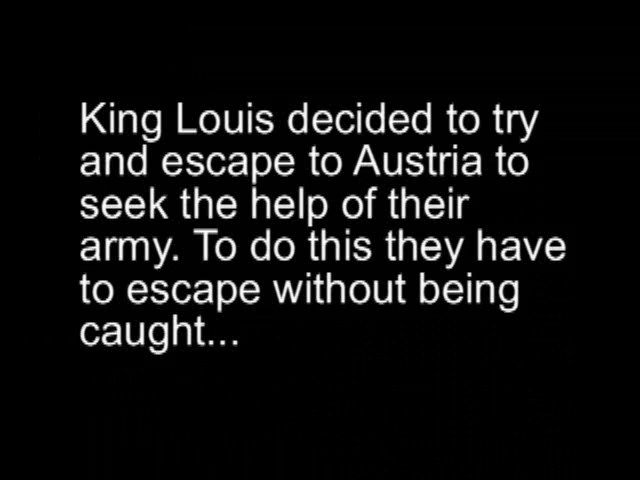 King Louis decided to try
and escape to Austria to
seek the help of their
army. To do this they have
to escape without being
caught...